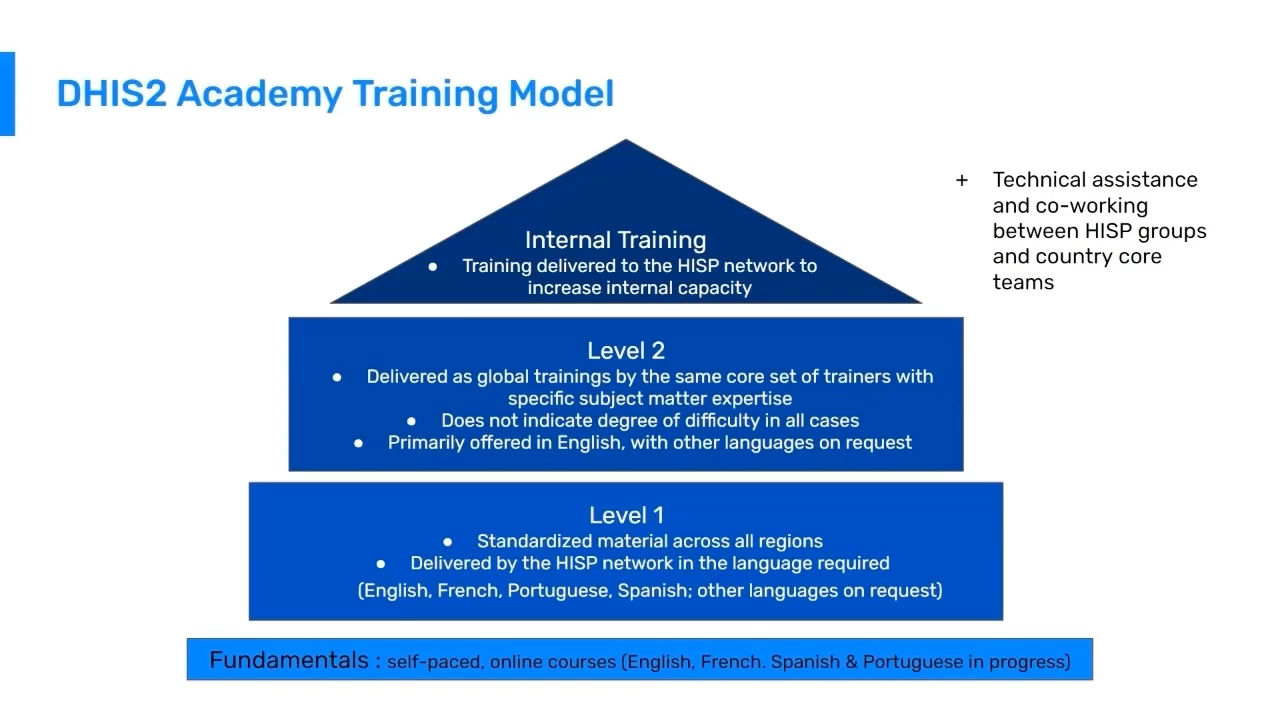 DHIS2 Academy Training Model
+ Technical assistance
and co-working
between HISP groups
and country core
teams
Internal Training
● Training delivered to the HISP network to
increase internal capacity
Level 2
● Delivered as global trainings by the same core set of trainers with
specific subject matter expertise
● Does not indicate degree of difficulty in all cases
● Primarily offered in English, with other languages on request
Level 1
● Standardized material across all regions
● Delivered by the HISP network in the language required
(English, French, Portuguese, Spanish; other languages on request)
Fundamentals : self-paced, online courses (English, French. Spanish & Portuguese in progress)